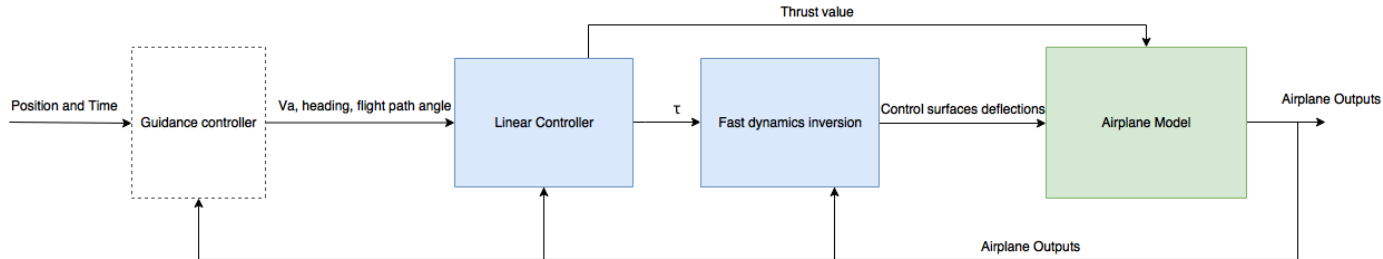 Thrust value
Position and Time
Guidance controller
Va, heading, flight path angle
Linear Controller
τ
Fast dynamics inversion
Control surfaces deflections
Airplane Model
Airplane Outputs
Airplane Outputs